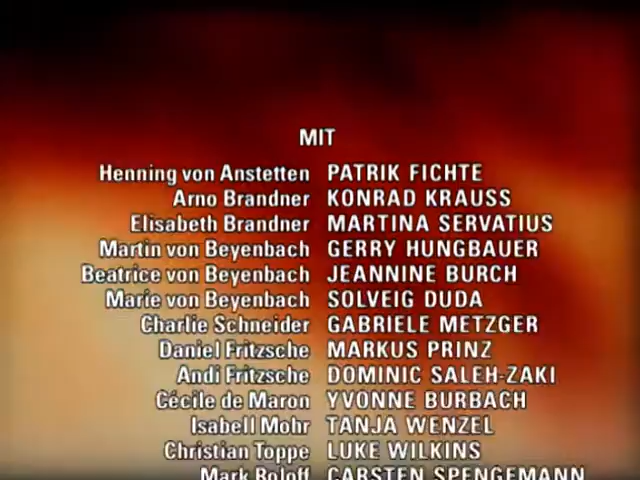 MIT
Henning von Anstetten PATRIK FICHTE
Arno Brandner KONRAD KRAUSS
Elisabeth Brandner MARTINA SERVATIUS
Martin von Beyenbach GERRY HUNGBAUER
Beatrice von Beyenbach JEANNINE BURCH
Marie von Beyenbach SOLVEIG DUDA
Charlie Schneider GABRIELE METZGER
Daniel Fritzsche MARKUS PRINZ
Andi Fritzsche DOMINIC SALEH-ZAKI
Cécile de Maron YVONNE BURBACH
Isabell Mohr TANJA WENZEL
Christian Toppe LUKE WILKINS
Mark Roloff CARSTEN SPENGEMANN